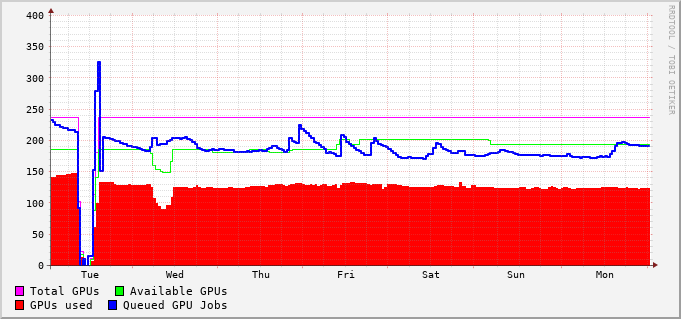 400
350
300
250
200
150
100
50
0
Tue Wed Thu Fri Sat Sun Mon
Total GPUs Available GPUs
GPUs used Queued GPU Jobs
RRDTOOL / TOBI OETIKER